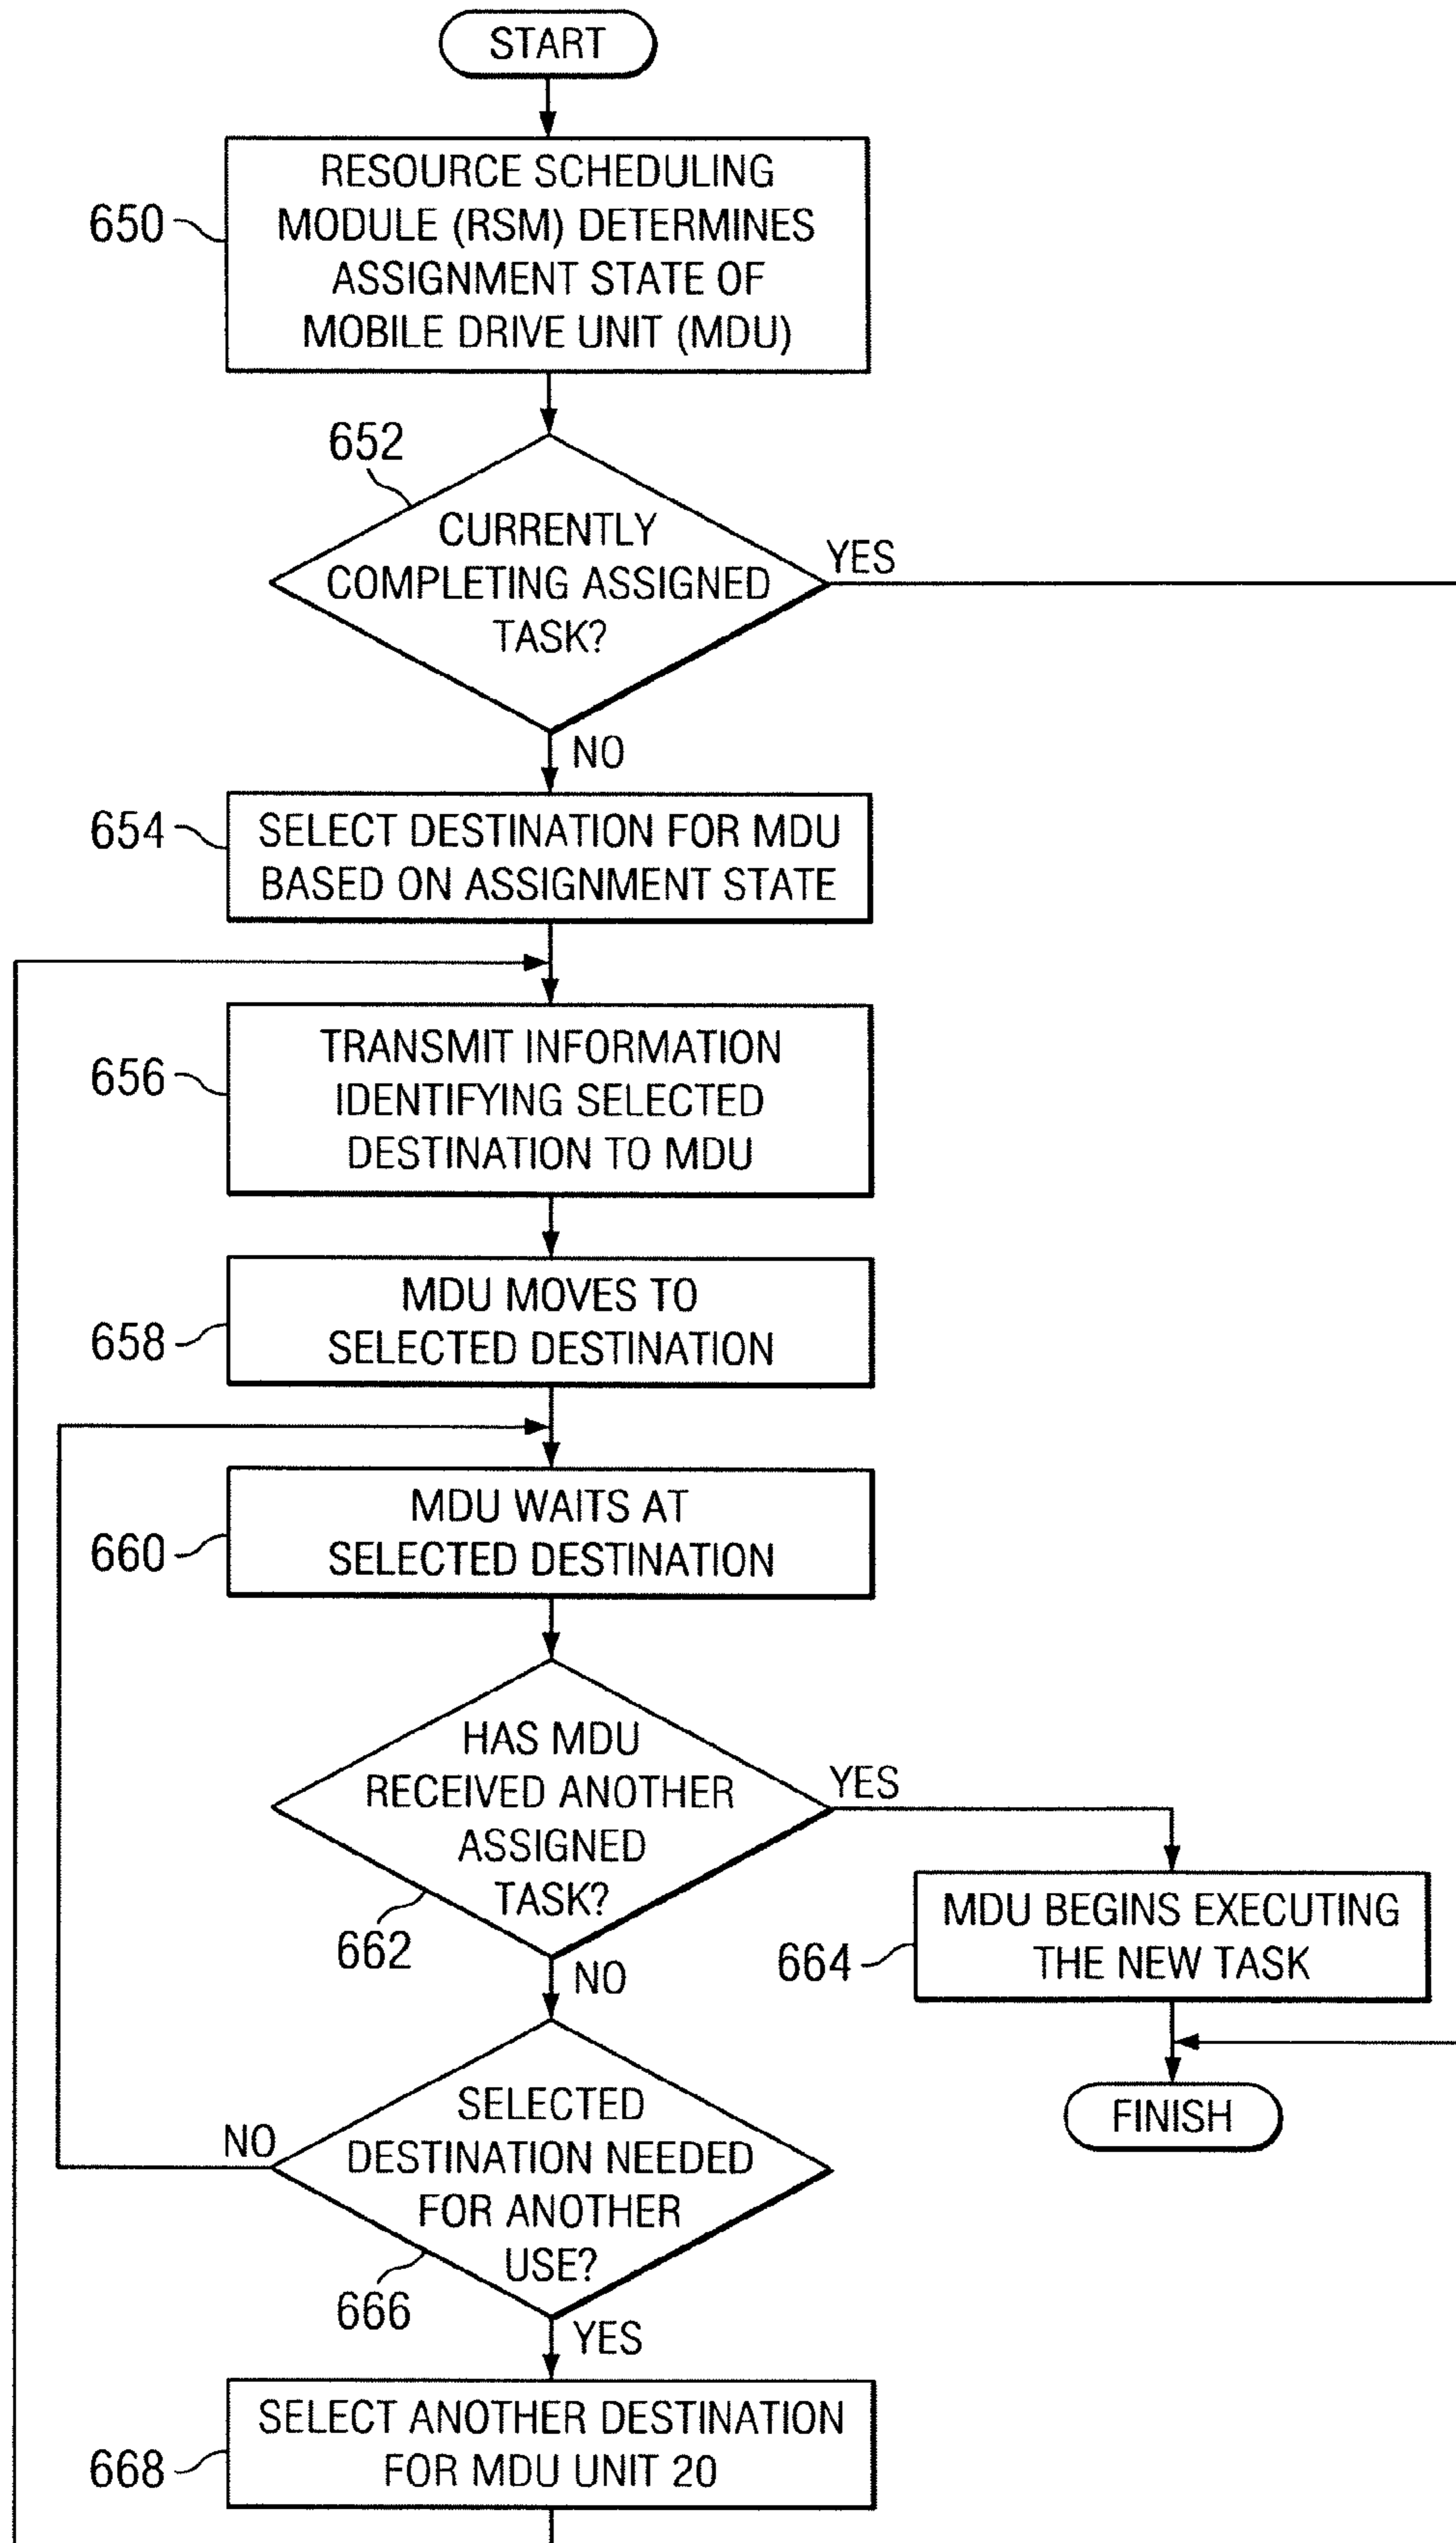 START
RESOURCE SCHEDULING
MODULE (RSM) DETERMINES
ASSIGNMENT STATE OF
MOBILE DRIVE UNIT (MDU)
650
652
CURRENTLY
COMPLETING ASSIGNED
TASK?
YES
NO
654
SELECT DESTINATION FOR MDU
BASED ON ASSIGNMENT STATE
656
TRANSMIT INFORMATION
IDENTIFYING SELECTED
DESTINATION TO MDU
658
MDU MOVES TO
SELECTED DESTINATION
660
MDU WAITS AT
SELECTED DESTINATION
HAS MDU
RECEIVED ANOTHER
ASSIGNED
TASK?
YES
662
NO
664
MDU BEGINS EXECUTING
THE NEW TASK
FINISH
SELECTED
DESTINATION NEEDED
FOR ANOTHER
USE?
NO
666
YES
668
SELECT ANOTHER DESTINATION
FOR MDU UNIT 20